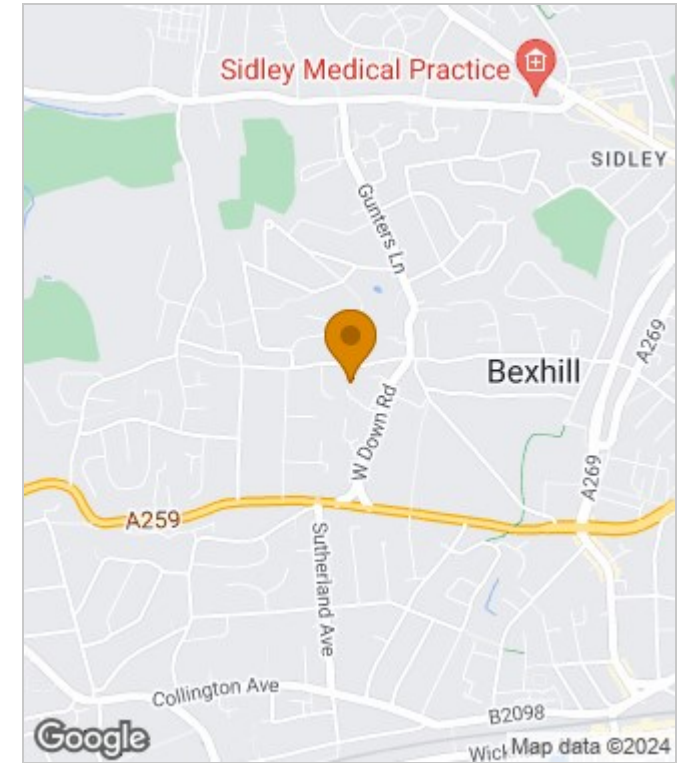 Sidley Medical Practice
SIDLEY
Gunters Ln
A269
Bexhill
W Down Rd
A269
A259
Sutherland Ave
Collington Ave
B2098
Google
Wick
Map data ©2024